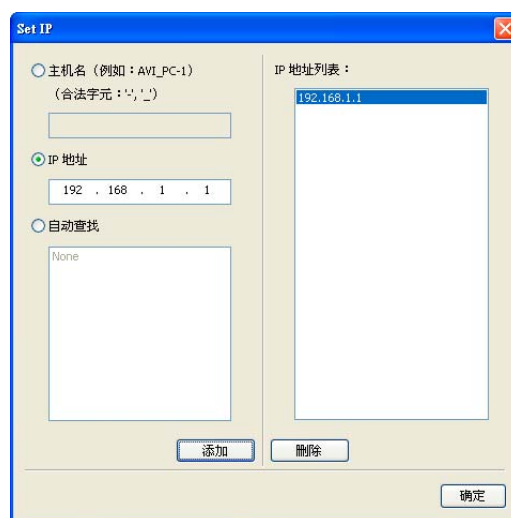 Set IP
主机名（例如：AVI_PC-1）
（合法字元：'-', '_'）
IP 地址
192 . 168 . 1 . 1
自动查找
None
添加
IP 地址列表：
192.168.1.1
删除
确定